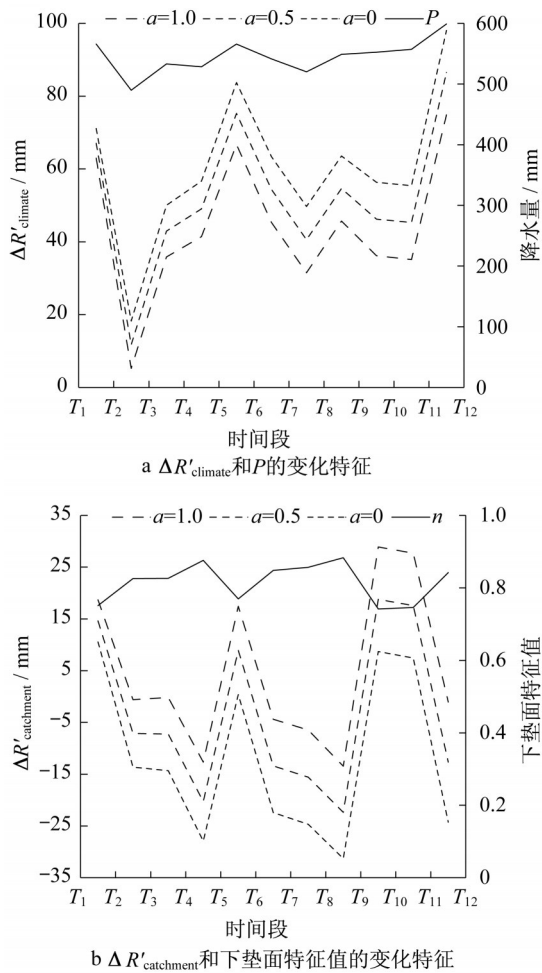 a=1.0 a=0.5 a=0 P
100 80 60 40 20 0
ΔR′climate / mm
600 500 400 300 200 100 0
降水量 / mm
T1 T2 T3 T4 T5 T6 T7 T8 T9 T10 T11 T12
时间段
a ΔR′climate和P的变化特征
a=1.0 a=0.5 a=0 n
35 25 15 5 −5 −15 −25 −35
ΔR′catchment / mm
1.0 0.8 0.6 0.4 0.2 0
下垫面特征值
T1 T2 T3 T4 T5 T6 T7 T8 T9 T10 T11 T12
时间段
b ΔR′catchment和下垫面特征值的变化特征